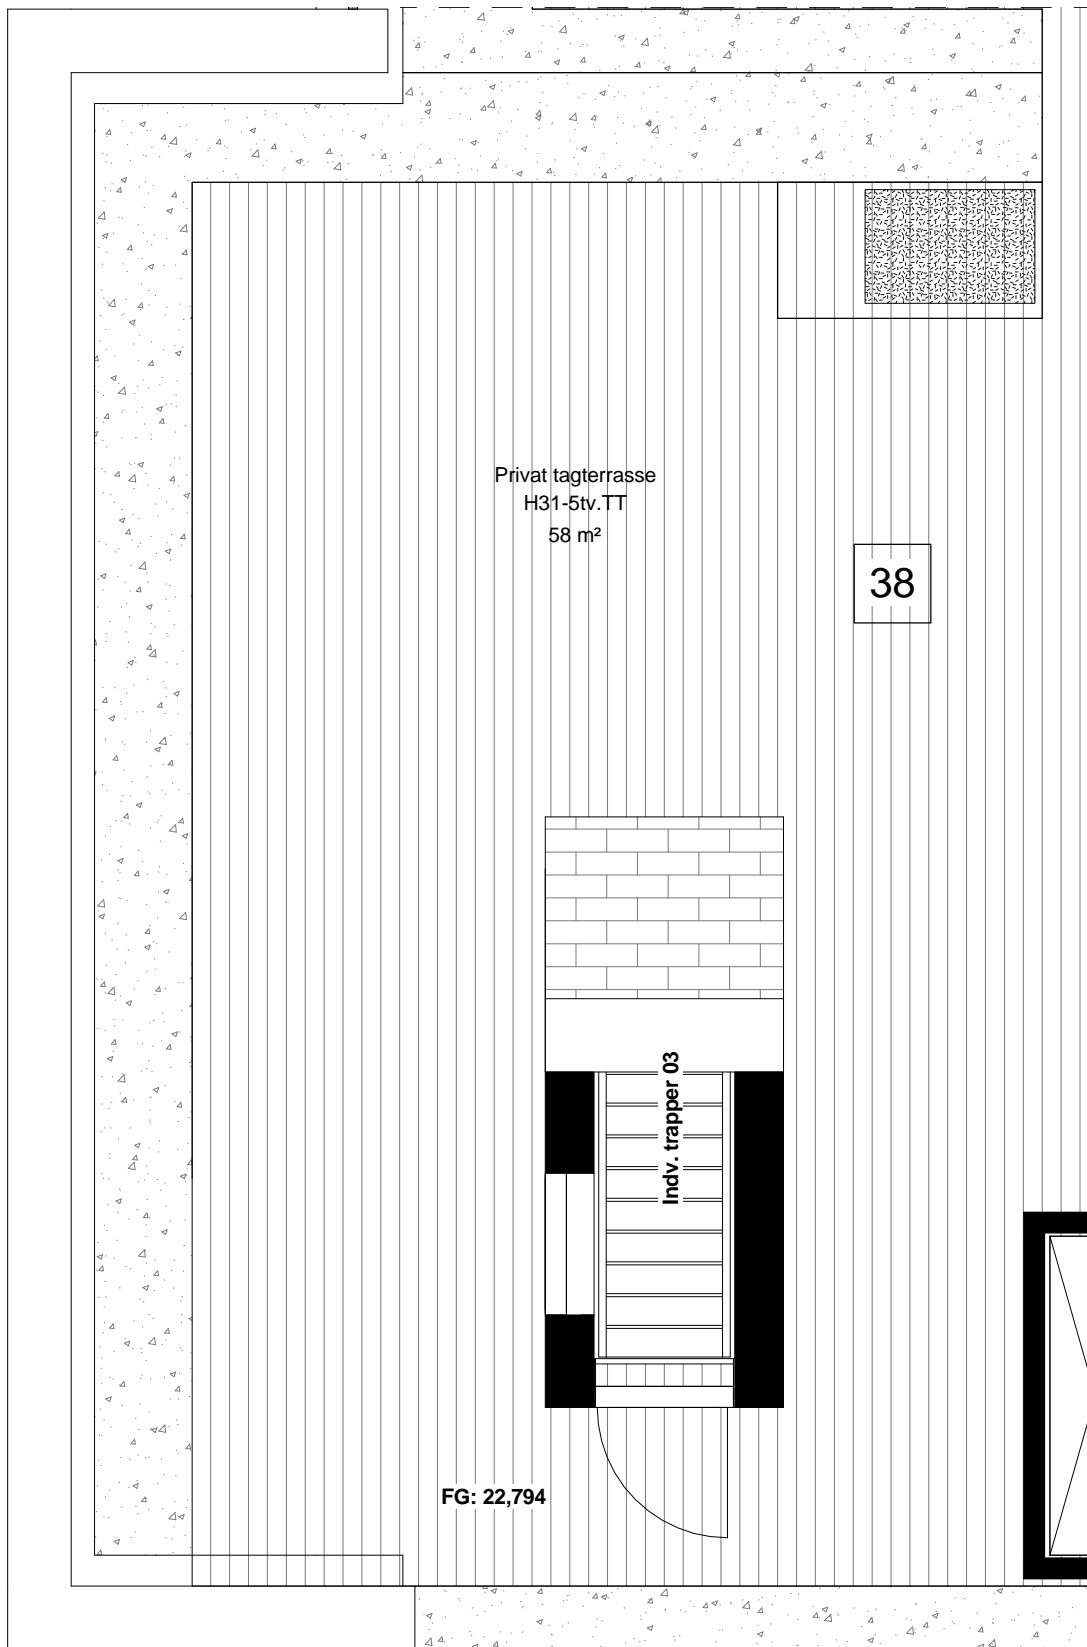 Privat tagterrasse
H31-5tv.TT
58 m²
38
Indv. trapper 03
FG: 22,794